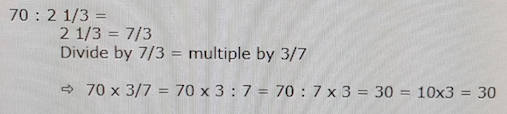 70 : 2 1/3 =
2 1/3 = 7/3
Divide by 7/3 = multiple by 3/7
⇨ 70 x 3/7 = 70 x 3 : 7 = 70 : 7 x 3 = 30 = 10x3 = 30